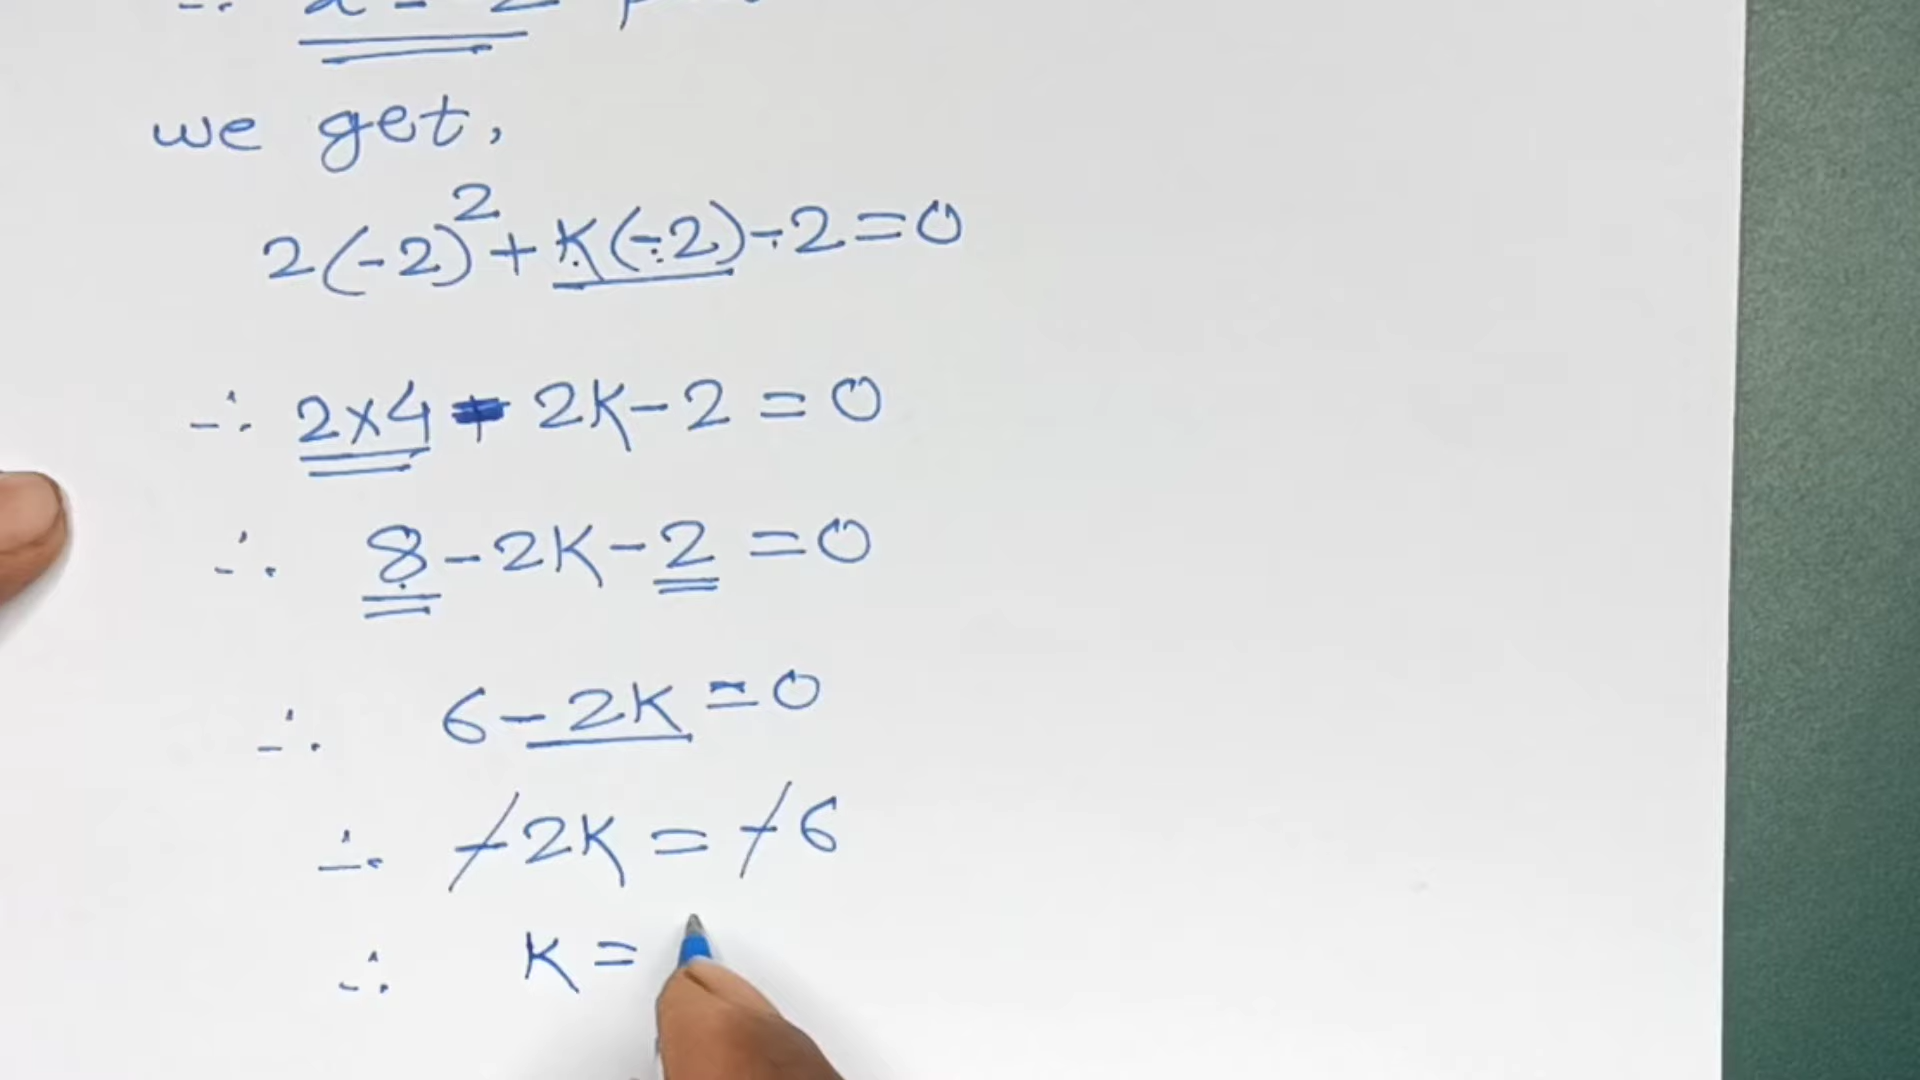 we get,
2(-2)²+K(-2)-2=0
∴ 2×4 - 2K-2=0
∴ 8-2K-2=0
∴ 6-2K=0
∴ -2K=-6
∴ K=